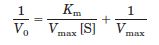 1/V₀ = Kₘ/(Vₘₐₓ [S]) + 1/Vₘₐₓ